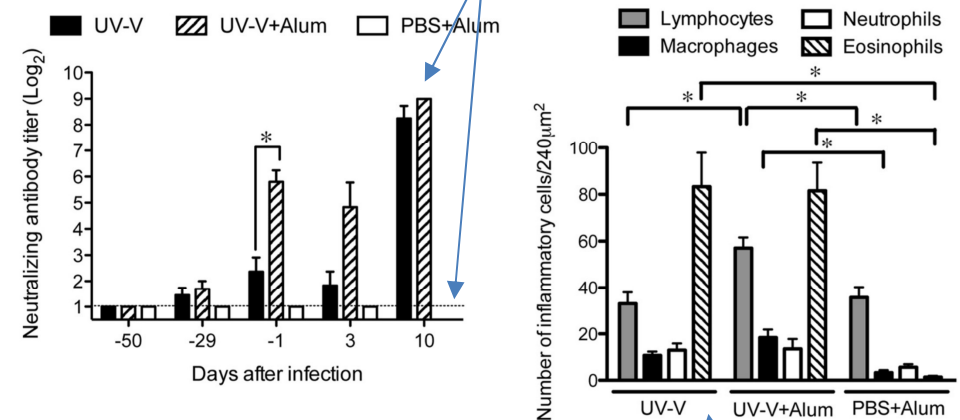 UV-V UV-V+Alum PBS+Alum
Neutralizing antibody titer (Log2)
10
9
8
7
6
5
4
3
2
1
*
-50 -29 -1 3 10
Days after infection
Lymphocytes Neutrophils
Macrophages Eosinophils
Number of inflammatory cells/240μm2
100
80
60
40
20
0
*
* *
*
*
UV-V UV-V+Alum PBS+Alum